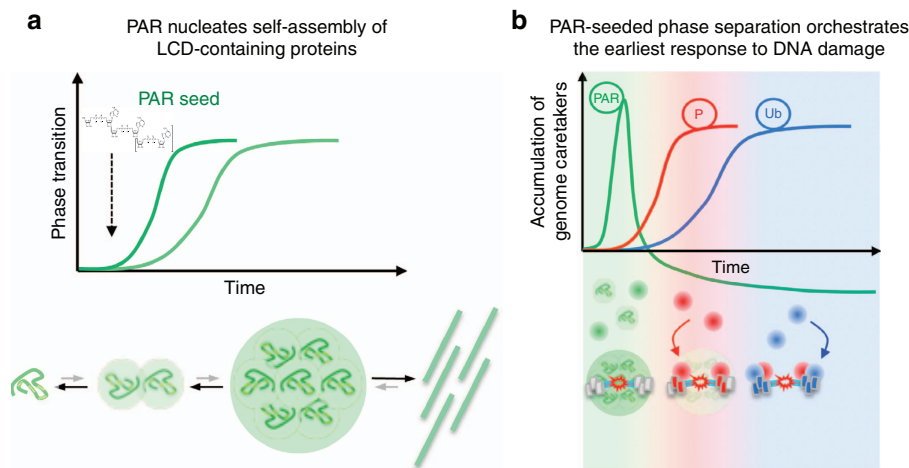 a
PAR nucleates self-assembly of
LCD-containing proteins
PAR seed
Phase transition
Time
b
PAR-seeded phase separation orchestrates
the earliest response to DNA damage
PAR
P
Ub
Accumulation of
genome caretakers
Time